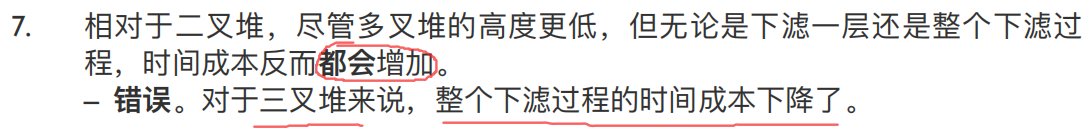 7. 相对于二叉堆，尽管多叉堆的高度更低，但无论是下滤一层还是整个下滤过
程，时间成本反而都会增加。
– 错误。对于三叉堆来说，整个下滤过程的时间成本下降了。